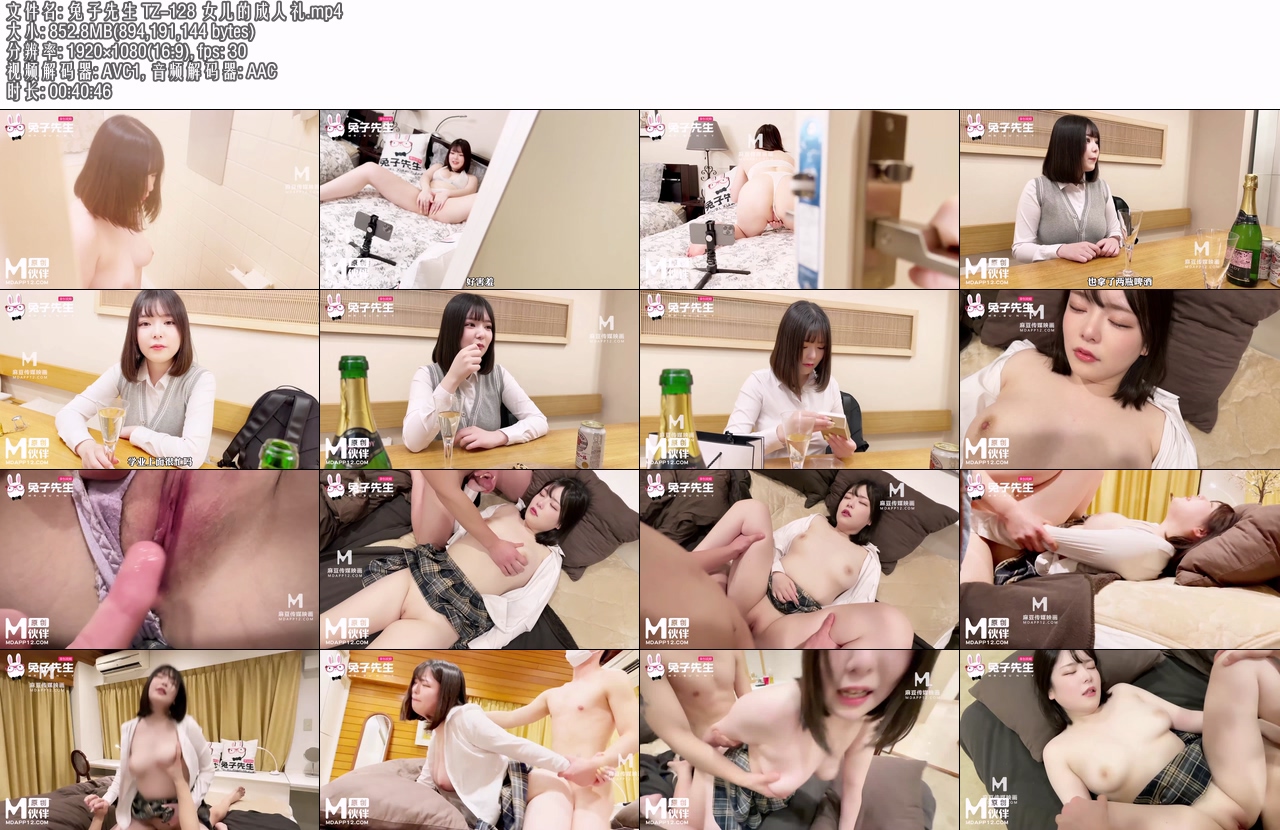 文件名: 兔子先生 TZ-128 女儿的成人礼.mp4
大小: 852.8MB(894,191,144 bytes)
分辨率: 1920×1080(16:9), fps: 30
视频解码器: AVC1, 音频解码器: AAC
时长: 00:40:46
兔子先生
麻豆传媒映画
MDAPP12.COM
M原创伙伴
MDAPP12.COM
好害羞
也拿了两瓶啤酒
学业上面很忙吗